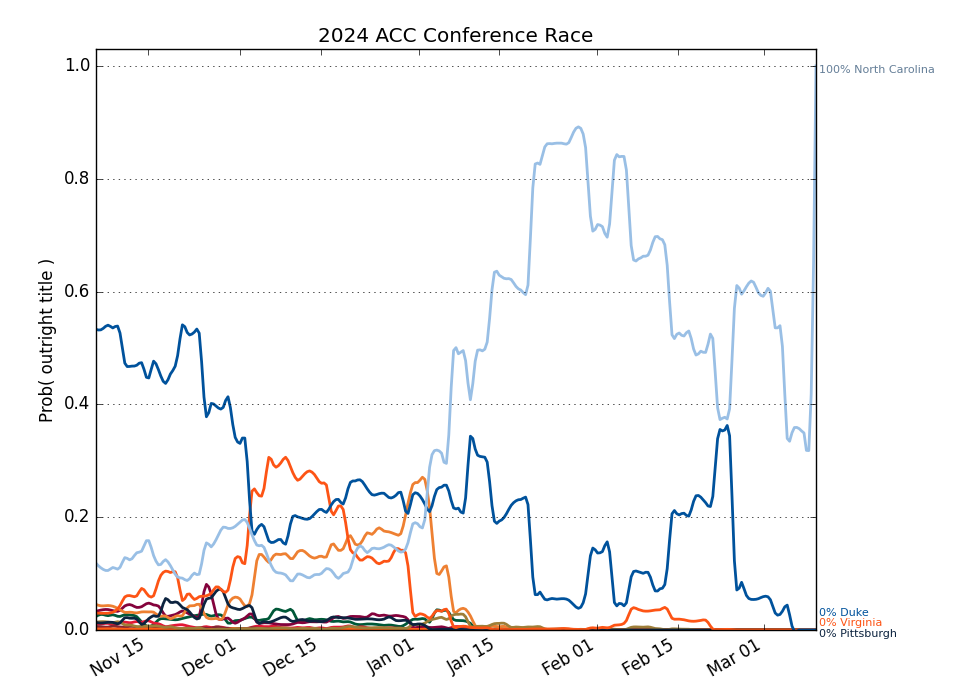 2024 ACC Conference Race
1.0
0.8
0.6
0.4
0.2
0.0
Prob( outright title )
Nov 15
Dec 01
Dec 15
Jan 01
Jan 15
Feb 01
Feb 15
Mar 01
100% North Carolina
0% Duke
0% Virginia
0% Pittsburgh